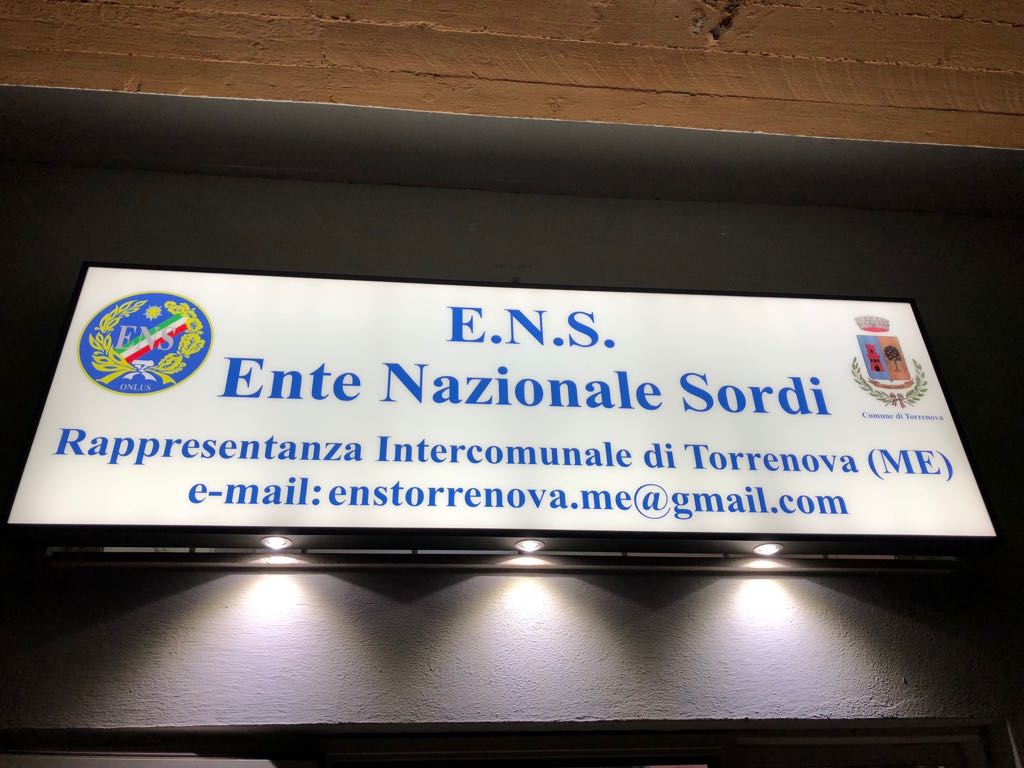 E.N.S.
Ente Nazionale Sordi
Rappresentanza Intercomunale di Torrenova (ME)
e-mail: enstorrenova.me@gmail.com
ENS
ONLUS
Comune di Torrenova